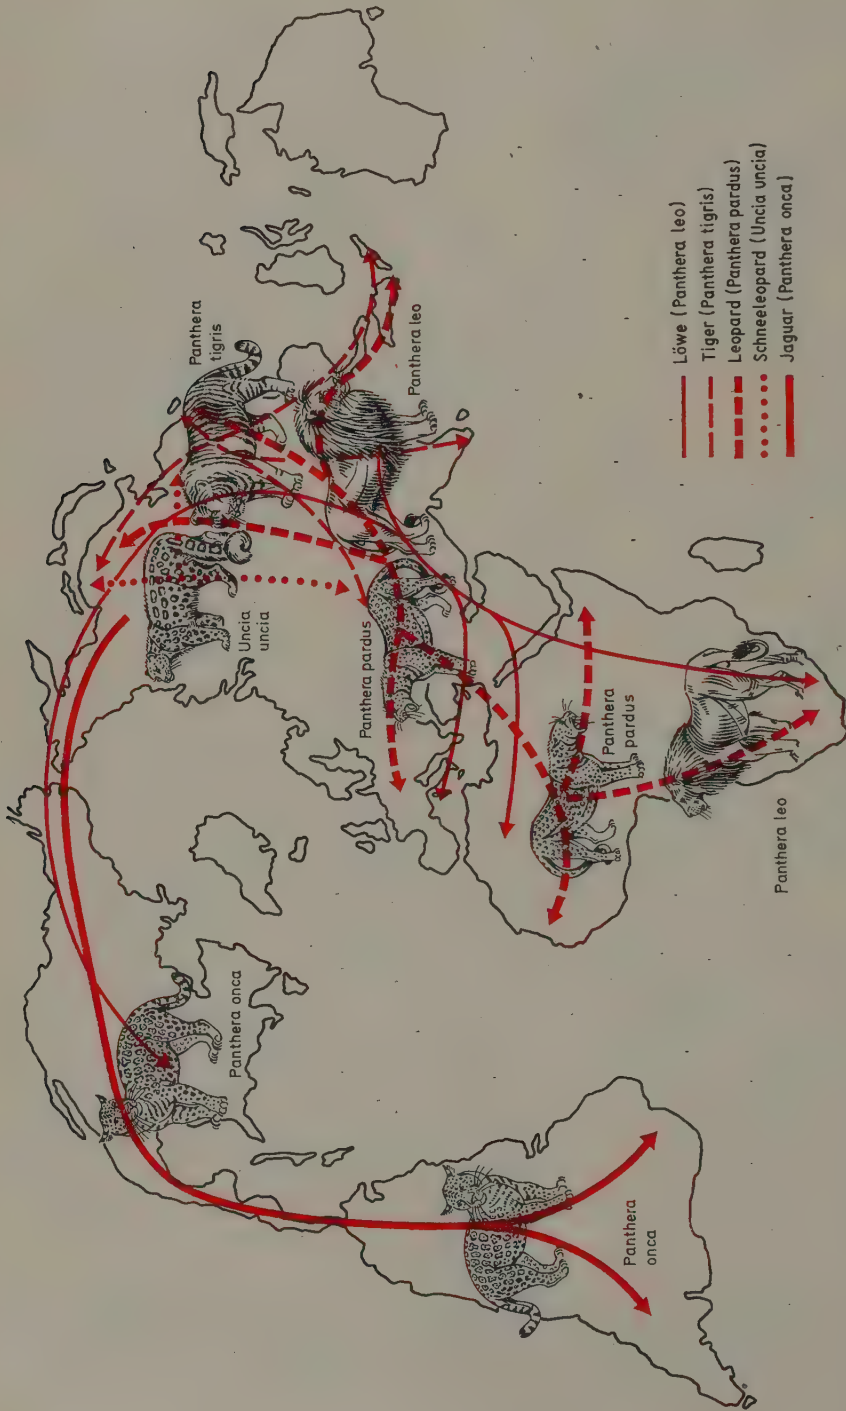 Panthera
tigris
Uncia
uncia
Panthera pardus
Panthera leo
Panthera onca
Panthera
pardus
Panthera
onca
Panthera leo
Löwe (Panthera leo)
Tiger (Panthera tigris)
Leopard (Panthera pardus)
Schneeleopard (Uncia uncia)
Jaguar (Panthera onca)